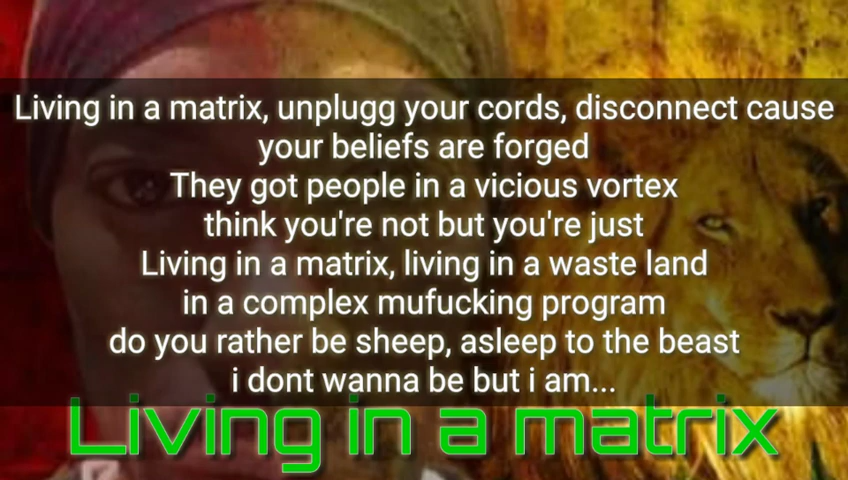 Living in a matrix, unplugg your cords, disconnect cause
your beliefs are forged
They got people in a vicious vortex
think you're not but you're just
Living in a matrix, living in a waste land
in a complex mufucking program
do you rather be sheep, asleep to the beast
i dont wanna be but i am...
Living in a matrix